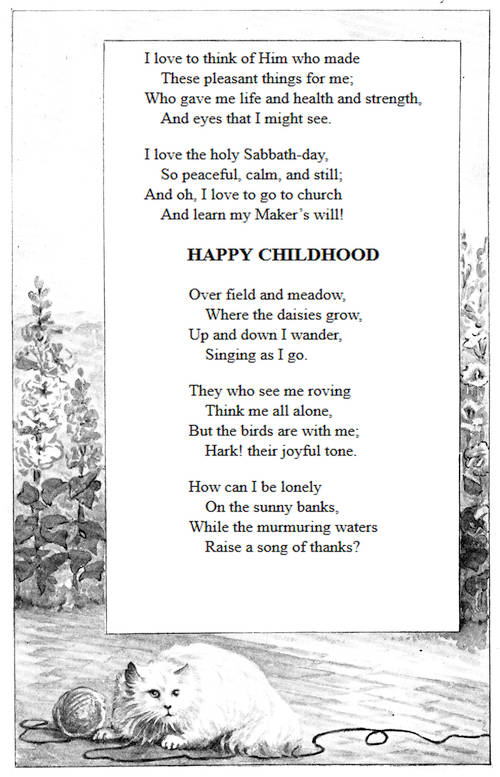 I love to think of Him who made
These pleasant things for me;
Who gave me life and health and strength,
And eyes that I might see.
I love the holy Sabbath-day,
So peaceful, calm, and still;
And oh, I love to go to church
And learn my Maker's will!
HAPPY CHILDHOOD
Over field and meadow,
Where the daisies grow,
Up and down I wander,
Singing as I go.
They who see me roving
Think me all alone,
But the birds are with me;
Hark! their joyful tone.
How can I be lonely
On the sunny banks,
While the murmuring waters
Raise a song of thanks?